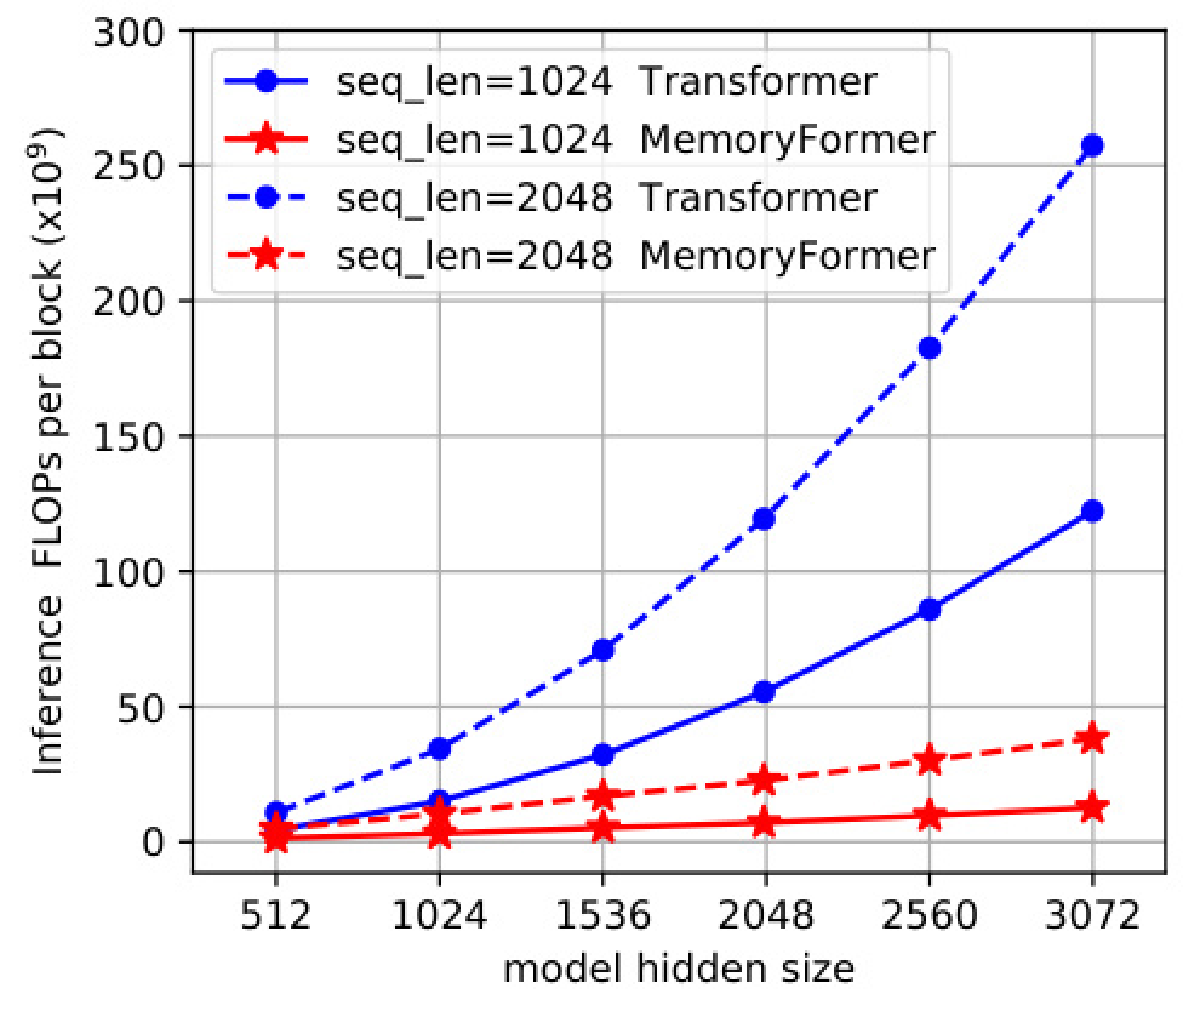 300
250
200
150
100
50
0
Inference FLOPs per block (x10⁹)
seq_len=1024 Transformer
seq_len=1024 MemoryFormer
seq_len=2048 Transformer
seq_len=2048 MemoryFormer
512 1024 1536 2048 2560 3072
model hidden size